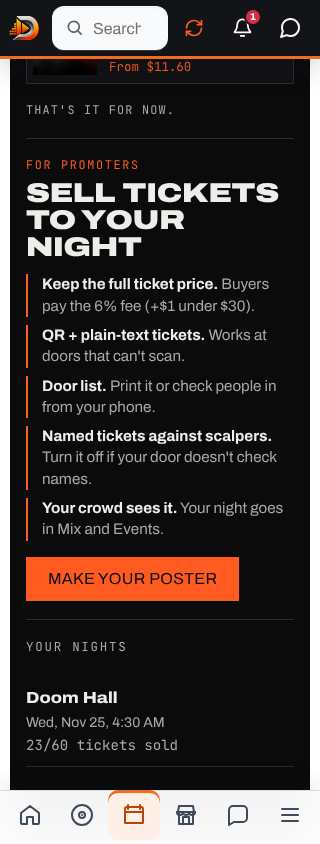 Search
1
From $11.60
THAT'S IT FOR NOW.
FOR PROMOTERS
SELL TICKETS
TO YOUR
NIGHT
Keep the full ticket price. Buyers
pay the 6% fee (+$1 under $30).
QR + plain-text tickets. Works at
doors that can't scan.
Door list. Print it or check people in
from your phone.
Named tickets against scalpers.
Turn it off if your door doesn't check
names.
Your crowd sees it. Your night goes
in Mix and Events.
MAKE YOUR POSTER
YOUR NIGHTS
Doom Hall
Wed, Nov 25, 4:30 AM
23/60 tickets sold